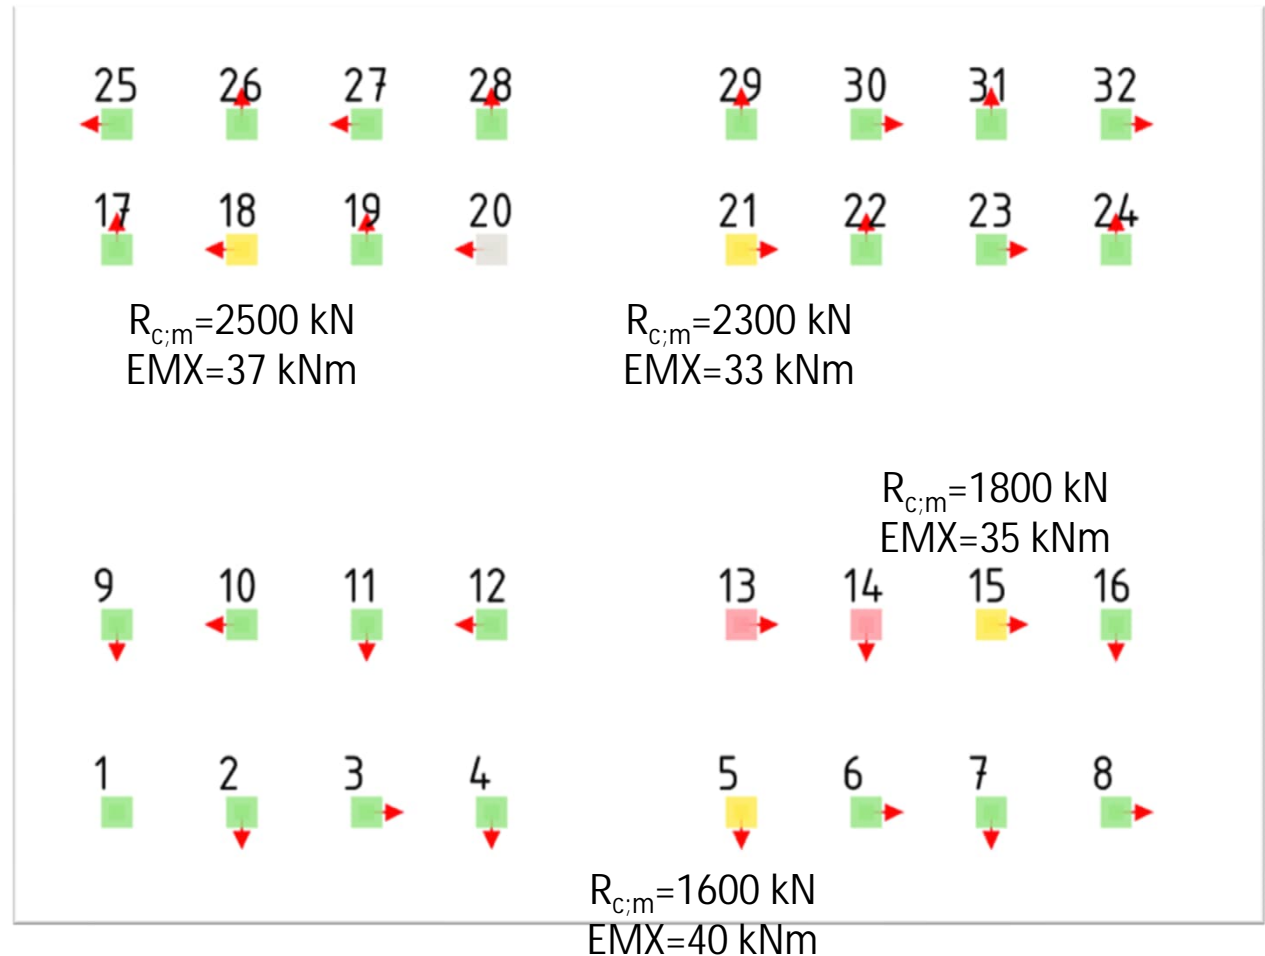 25 26 27 28 29 30 31 32
17 18 19 20 21 22 23 24
Rc;m=2500 kN Rc;m=2300 kN
EMX=37 kNm EMX=33 kNm
Rc;m=1800 kN
EMX=35 kNm
9 10 11 12 13 14 15 16
1 2 3 4 5 6 7 8
Rc;m=1600 kN
EMX=40 kNm